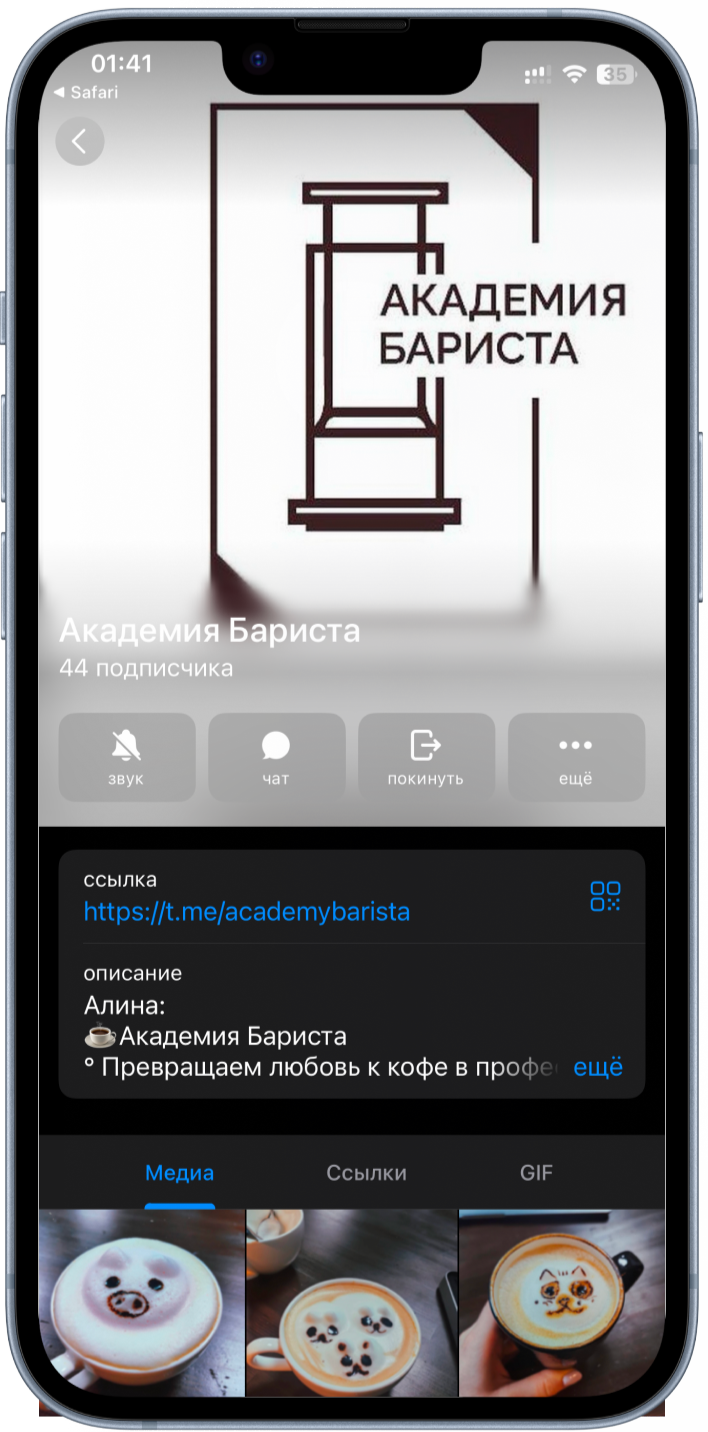 01:41
35
◀ Safari
АКАДЕМИЯ
БАРИСТА
Академия Бариста
44 подписчика
звук
чат
покинуть
ещё
ссылка
https://t.me/academybarista
описание
Алина:
☕Академия Бариста
° Превращаем любовь к кофе в профе ещё
Медиа
Ссылки
GIF